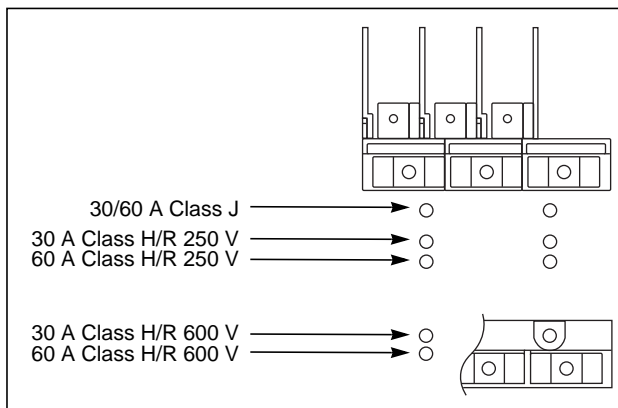 30/60 A Class J
30 A Class H/R 250 V
60 A Class H/R 250 V
30 A Class H/R 600 V
60 A Class H/R 600 V